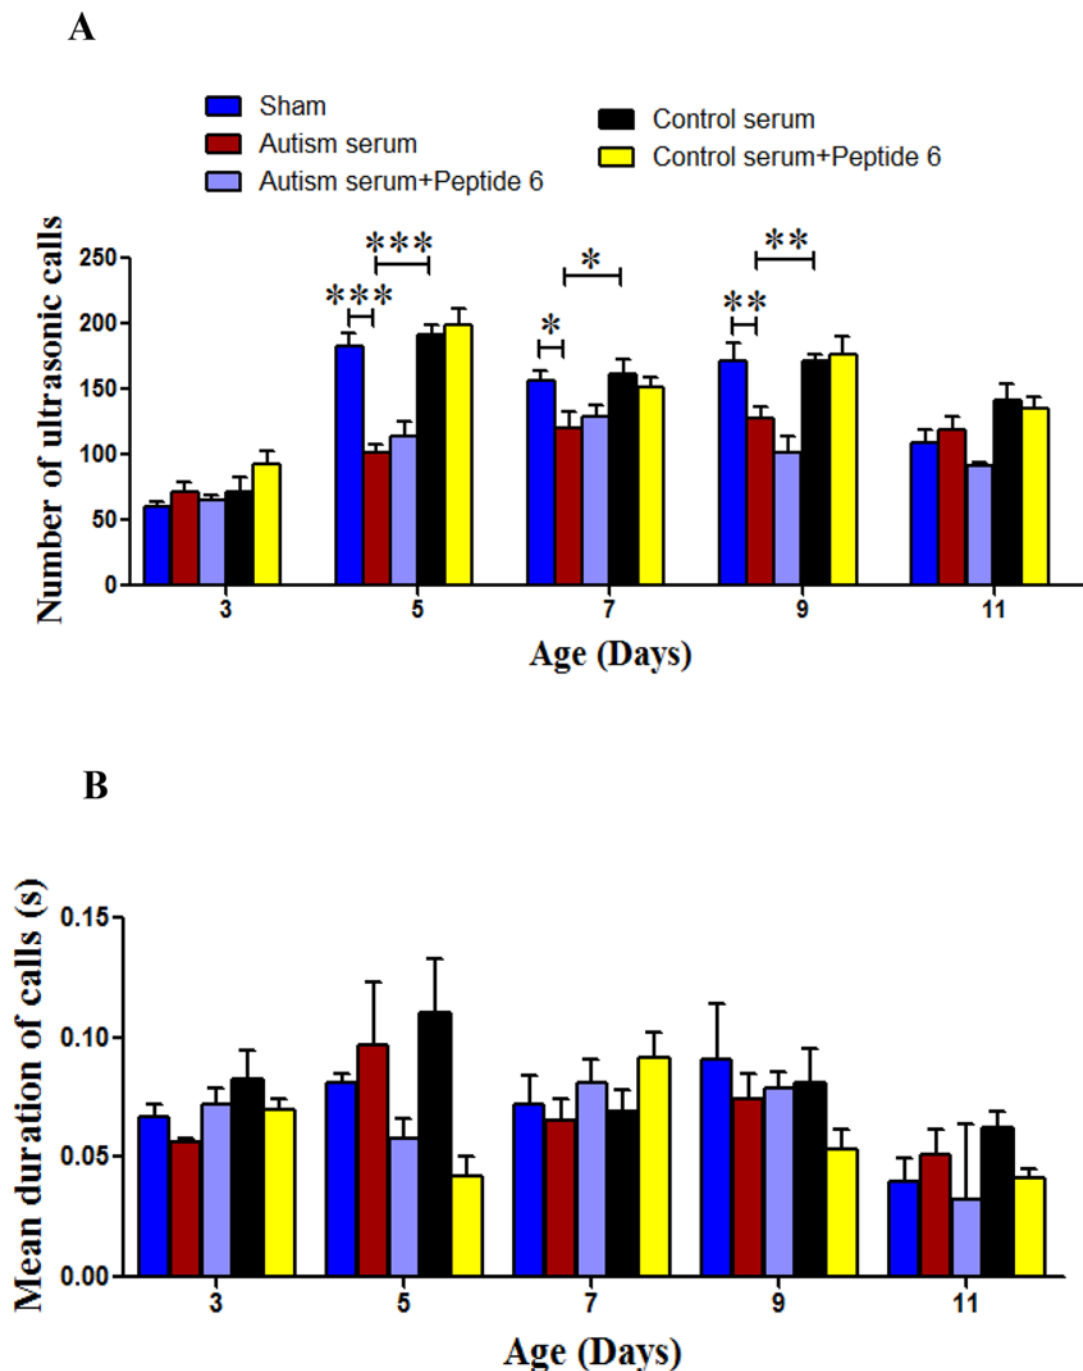 A
Sham
Autism serum
Autism serum+Peptide 6
Control serum
Control serum+Peptide 6
Number of ultrasonic calls
250
200
150
100
50
0
***
***
*
*
**
**
3 5 7 9 11
Age (Days)
B
Mean duration of calls (s)
0.15
0.10
0.05
0.00
3 5 7 9 11
Age (Days)